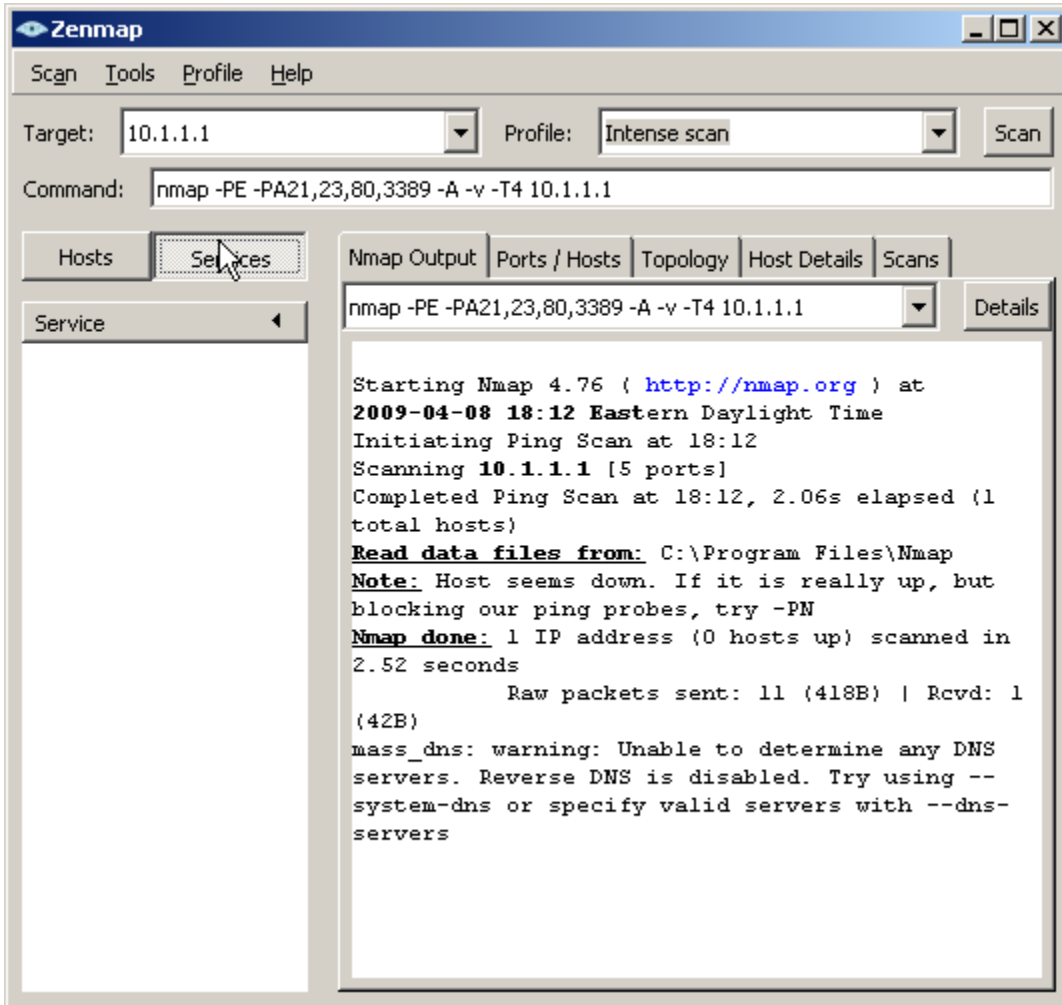 Zenmap
Scan Tools Profile Help
Target: 10.1.1.1 Profile: Intense scan Scan
Command: nmap -PE -PA21,23,80,3389 -A -v -T4 10.1.1.1
Hosts Services Nmap Output Ports / Hosts Topology Host Details Scans
nmap -PE -PA21,23,80,3389 -A -v -T4 10.1.1.1 Details
Service
Starting Nmap 4.76 ( http://nmap.org ) at
2009-04-08 18:12 Eastern Daylight Time
Initiating Ping Scan at 18:12
Scanning 10.1.1.1 [5 ports]
Completed Ping Scan at 18:12, 2.06s elapsed (1
total hosts)
Read data files from: C:\Program Files\Nmap
Note: Host seems down. If it is really up, but
blocking our ping probes, try -PN
Nmap done: 1 IP address (0 hosts up) scanned in
2.52 seconds
Raw packets sent: 11 (418B) | Rcvd: 1
(42B)
mass_dns: warning: Unable to determine any DNS
servers. Reverse DNS is disabled. Try using --
system-dns or specify valid servers with --dns-
servers